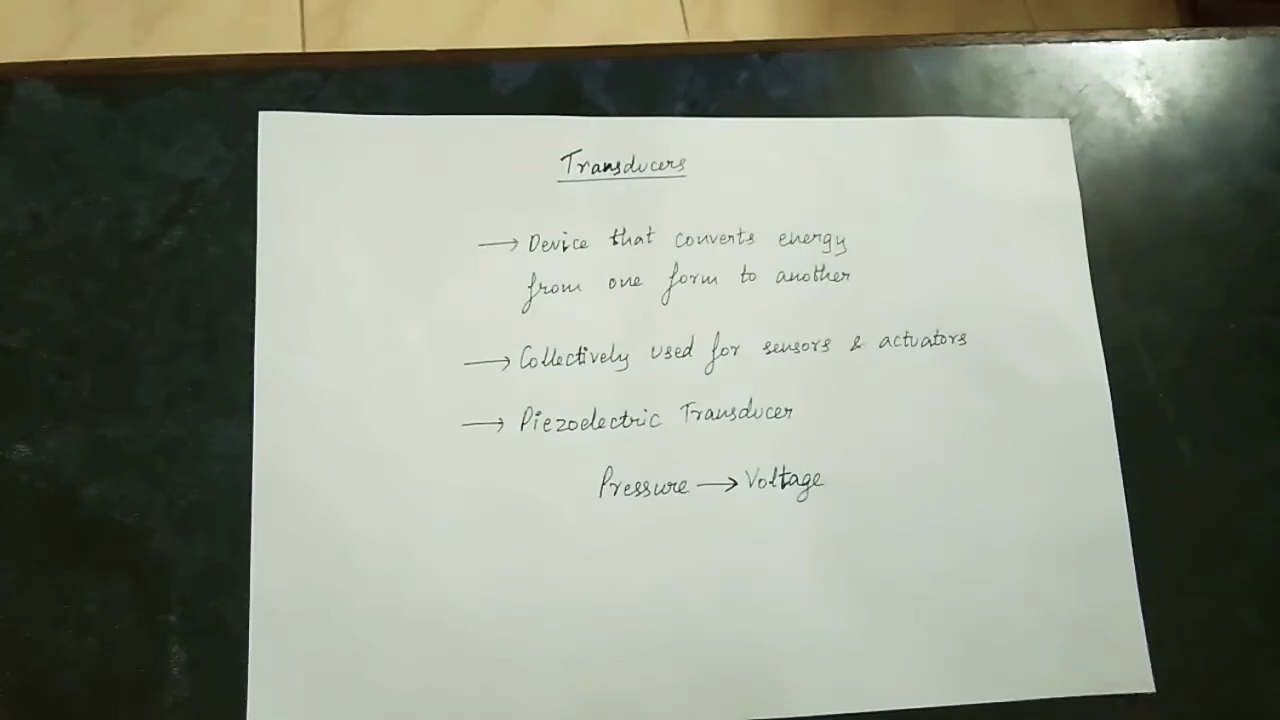 Transducers
→ Device that converts energy
from one form to another
→ Collectively used for sensors & actuators
→ Piezoelectric Transducer
Pressure → Voltage